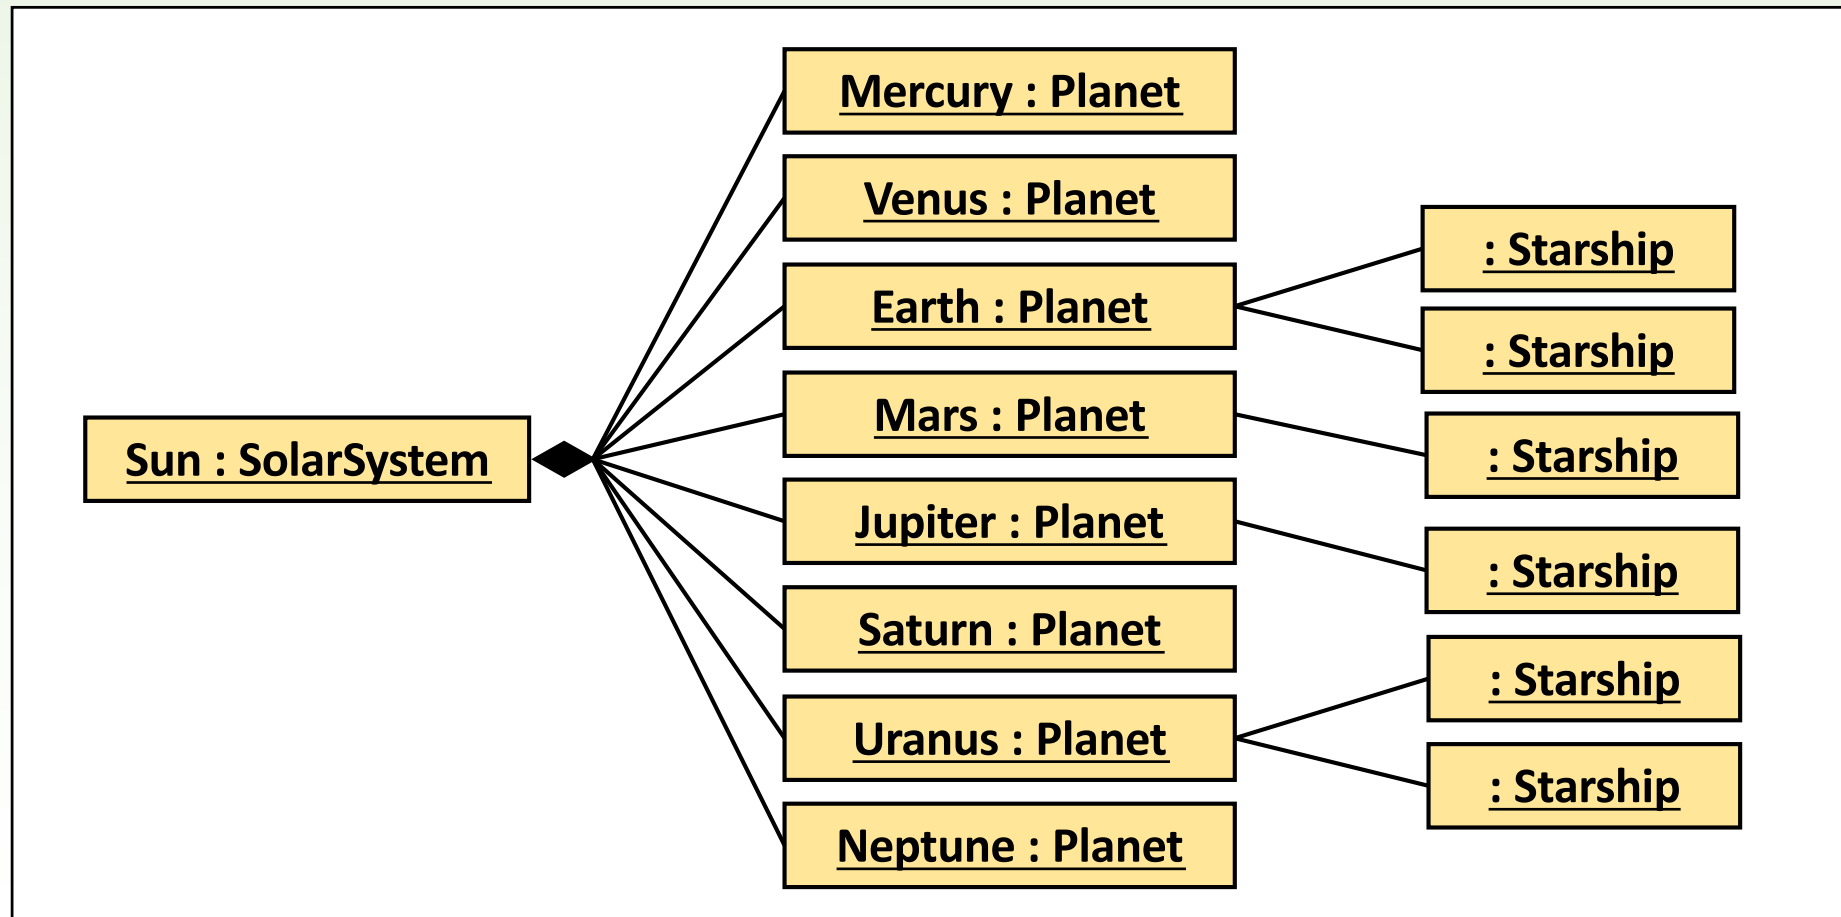 Mercury : Planet
Venus : Planet
: Starship
Earth : Planet
: Starship
Mars : Planet
Sun : SolarSystem
: Starship
Jupiter : Planet
: Starship
Saturn : Planet
: Starship
Uranus : Planet
: Starship
Neptune : Planet